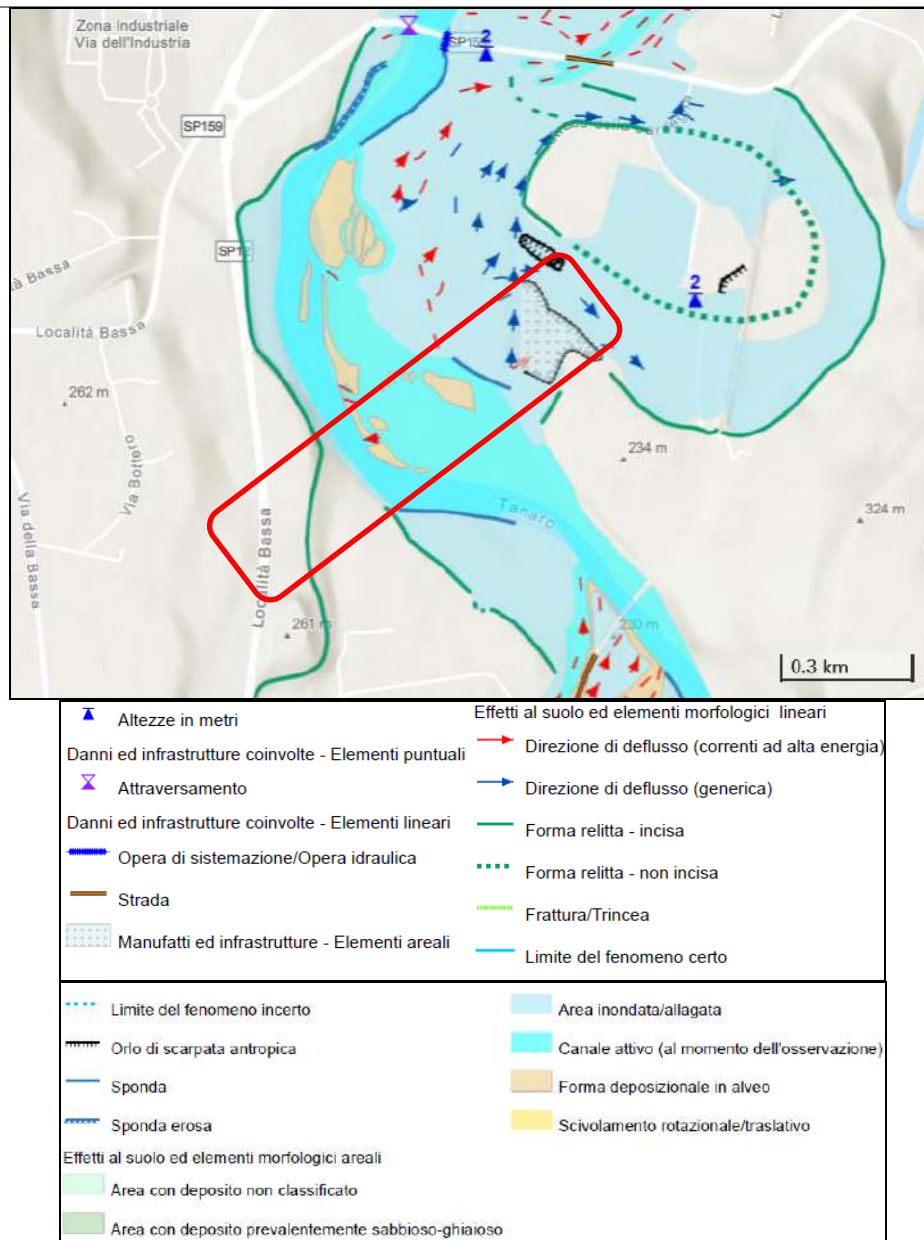 Zona Industriale
Via dell'Industria
SP159
2
SP159
SP12
Località Bassa
262 m
Via Bottero
Via della Bassa
Località Bassa
261 m
Tanaro
2
234 m
324 m
230 m
0.3 km
Altezze in metri
Danni ed infrastrutture coinvolte - Elementi puntuali
Attraversamento
Danni ed infrastrutture coinvolte - Elementi lineari
Opera di sistemazione/Opera idraulica
Strada
Manufatti ed infrastrutture - Elementi areali
Effetti al suolo ed elementi morfologici lineari
Direzione di deflusso (correnti ad alta energia)
Direzione di deflusso (generica)
Forma relitta - incisa
Forma relitta - non incisa
Frattura/Trincea
Limite del fenomeno certo
Limite del fenomeno incerto
Orlo di scarpata antropica
Sponda
Sponda erosa
Effetti al suolo ed elementi morfologici areali
Area con deposito non classificato
Area con deposito prevalentemente sabbioso-ghiaioso
Area inondata/allagata
Canale attivo (al momento dell'osservazione)
Forma deposizionale in alveo
Scivolamento rotazionale/traslativo